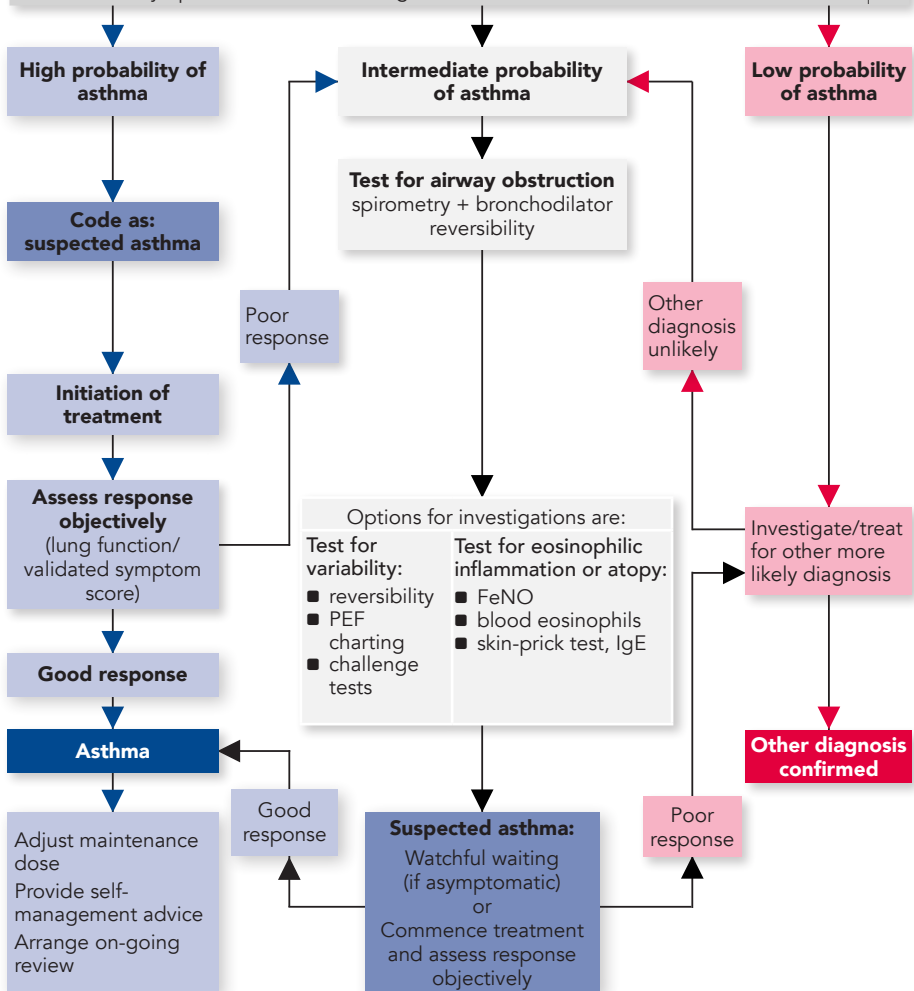 High probability of
asthma
Intermediate probability
of asthma
Low probability
of asthma
Test for airway obstruction
spirometry + bronchodilator
reversibility
Code as:
suspected asthma
Poor
response
Other
diagnosis
unlikely
Initiation of
treatment
Assess response
objectively
(lung function/
validated symptom
score)
Options for investigations are:
Test for
variability:
■ reversibility
■ PEF
charting
■ challenge
tests
Test for eosinophilic
inflammation or atopy:
■ FeNO
■ blood eosinophils
■ skin-prick test, IgE
Investigate/treat
for other more
likely diagnosis
Good response
Asthma
Other diagnosis
confirmed
Good
response
Poor
response
Adjust maintenance
dose
Provide self-
management advice
Arrange on-going
review
Suspected asthma:
Watchful waiting
(if asymptomatic)
or
Commence treatment
and assess response
objectively